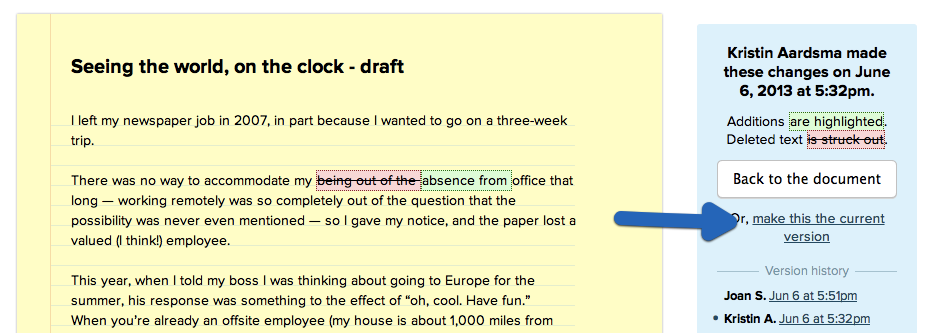 Seeing the world, on the clock - draft
I left my newspaper job in 2007, in part because I wanted to go on a three-week
trip.
There was no way to accommodate my being out of the absence from office that
long — working remotely was so completely out of the question that the
possibility was never even mentioned — so I gave my notice, and the paper lost a
valued (I think!) employee.
This year, when I told my boss I was thinking about going to Europe for the
summer, his response was something to the effect of “oh, cool. Have fun.”
When you’re already an offsite employee (my house is about 1,000 miles from
Kristin Aardsma made
these changes on June
6, 2013 at 5:32pm.
Additions are highlighted.
Deleted text is struck out.
Back to the document
Or, make this the current
version
Version history
Joan S. Jun 6 at 5:51pm
• Kristin A. Jun 6 at 5:32pm